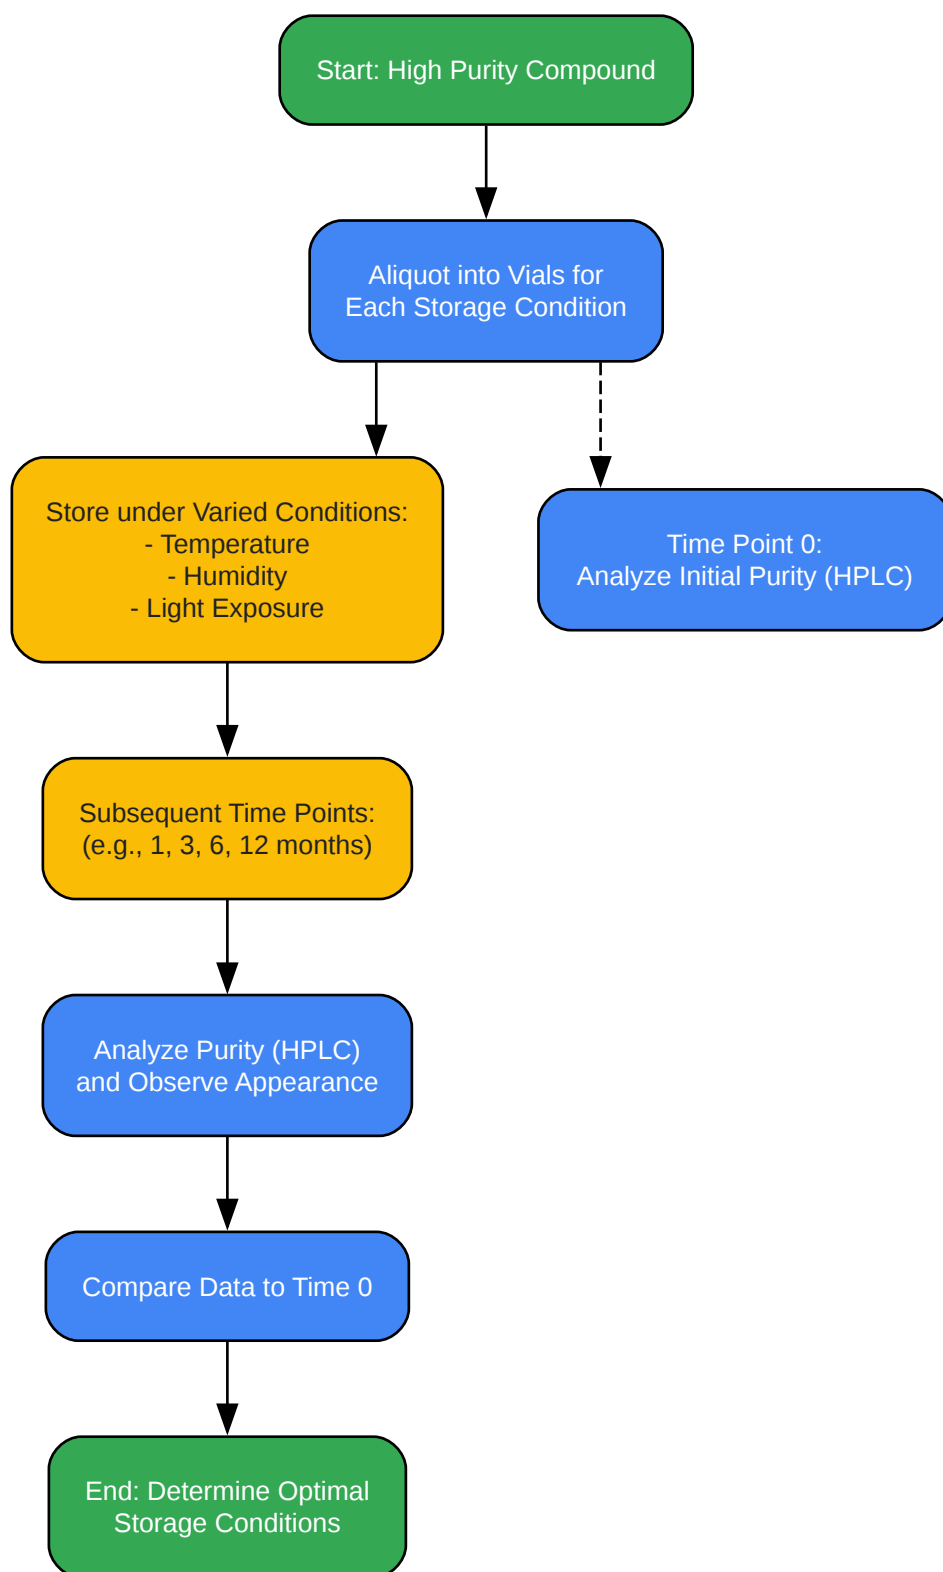 Start: High Purity Compound
Aliquot into Vials for
Each Storage Condition
Store under Varied Conditions:
- Temperature
- Humidity
- Light Exposure
Time Point 0:
Analyze Initial Purity (HPLC)
Subsequent Time Points:
(e.g., 1, 3, 6, 12 months)
Analyze Purity (HPLC)
and Observe Appearance
Compare Data to Time 0
End: Determine Optimal
Storage Conditions